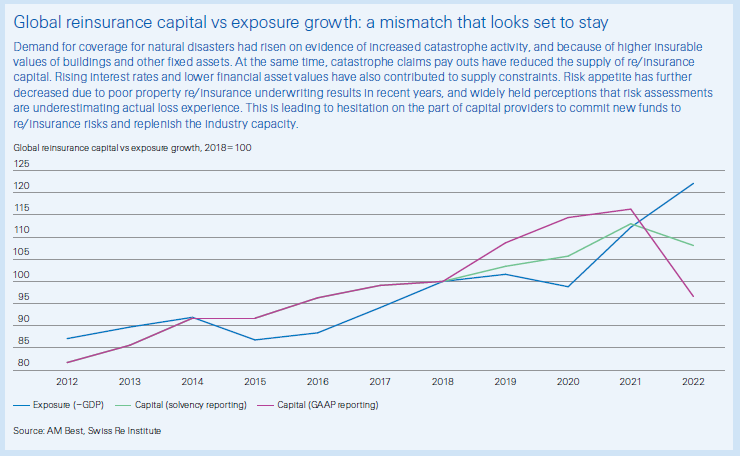 Global reinsurance capital vs exposure growth: a mismatch that looks set to stay
Demand for coverage for natural disasters had risen on evidence of increased catastrophe activity, and because of higher insurable
values of buildings and other fixed assets. At the same time, catastrophe claims pay outs have reduced the supply of re/insurance
capital. Rising interest rates and lower financial asset values have also contributed to supply constraints. Risk appetite has further
decreased due to poor property re/insurance underwriting results in recent years, and widely held perceptions that risk assessments
are underestimating actual loss experience. This is leading to hesitation on the part of capital providers to commit new funds to
re/insurance risks and replenish the industry capacity.
Global reinsurance capital vs exposure growth, 2018=100
125
120
115
110
105
100
95
90
85
80
2012 2013 2014 2015 2016 2017 2018 2019 2020 2021 2022
Exposure (~GDP) Capital (solvency reporting) Capital (GAAP reporting)
Source: AM Best, Swiss Re Institute